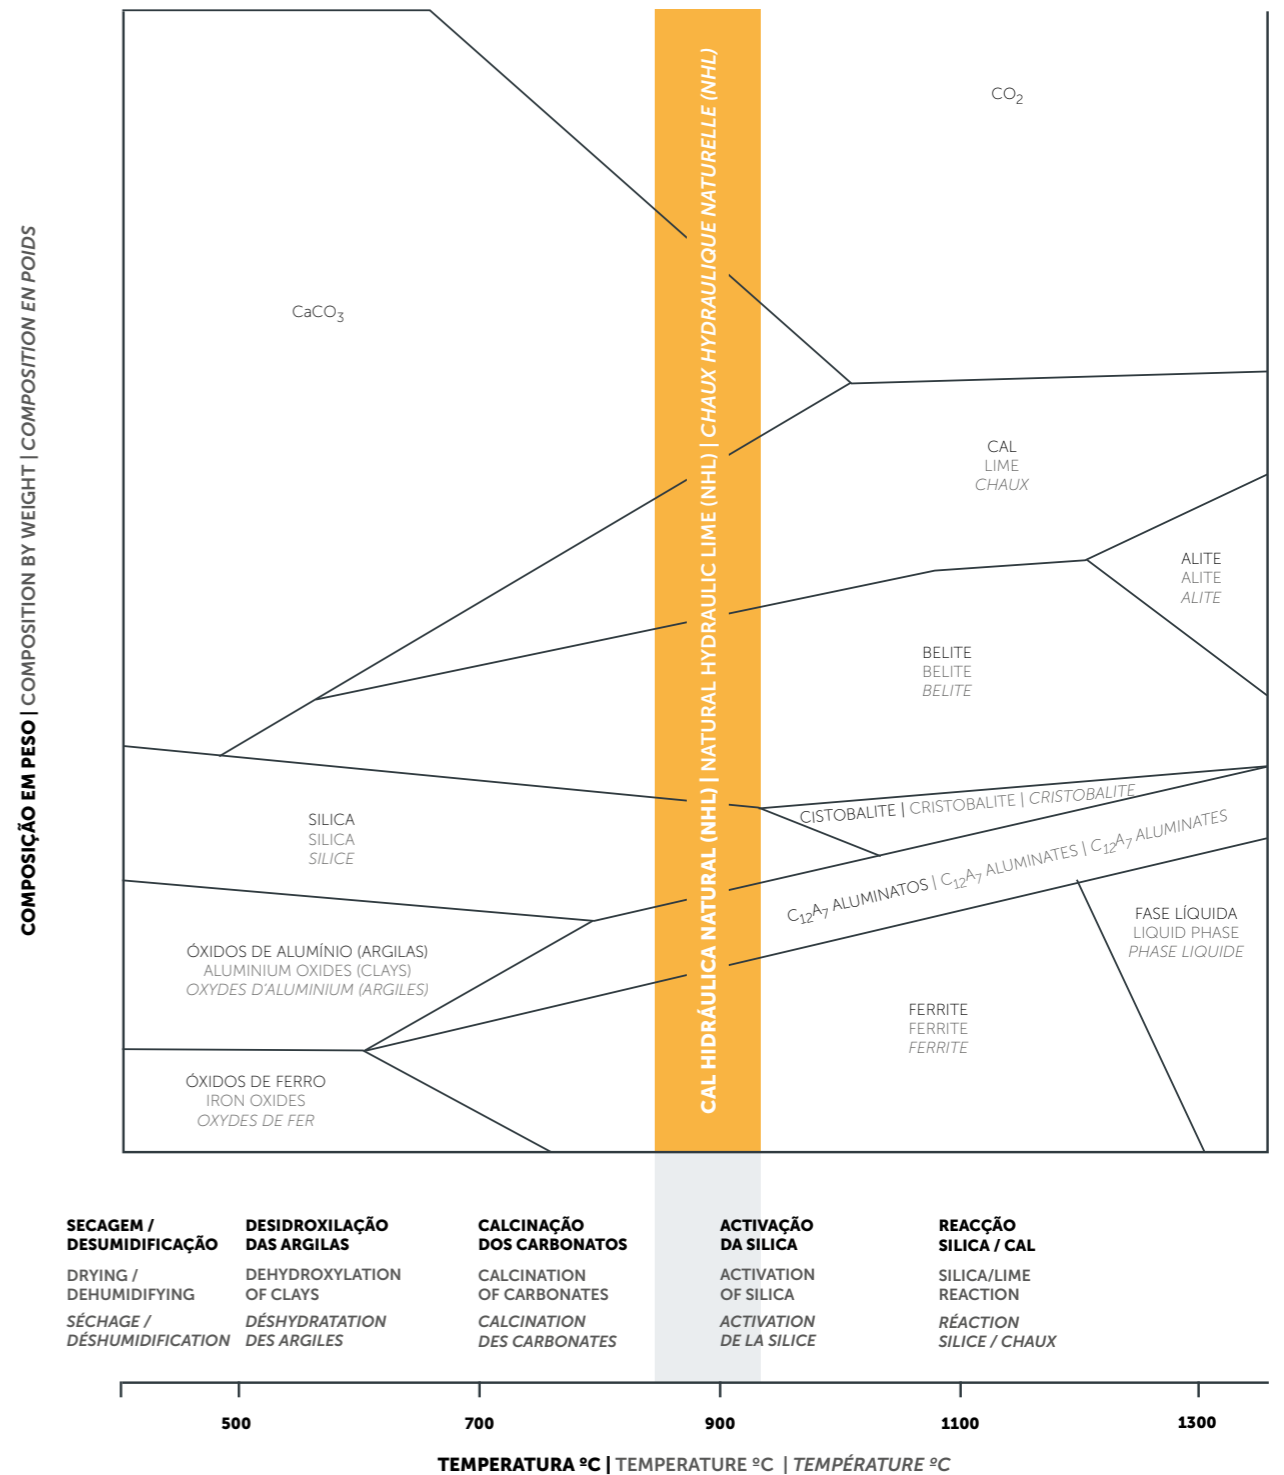 COMPOSIÇÃO EM PESO | COMPOSITION BY WEIGHT | COMPOSITION EN POIDS
CAL HIDRÁULICA NATURAL (NHL) | NATURAL HYDRAULIC LIME (NHL) | CHAUX HYDRAULIQUE NATURELLE (NHL)
CO2
CaCO3
CAL
LIME
CHAUX
ALITE
ALITE
ALITE
BELITE
BELITE
BELITE
CISTOBALITE | CRISTOBALITE | CRISTOBALITE
SILICA
SILICA
SILICE
C12A7 ALUMINATOS | C12A7 ALUMINATES | C12A7 ALUMINATES
FASE LÍQUIDA
LIQUID PHASE
PHASE LIQUIDE
ÓXIDOS DE ALUMÍNIO (ARGILAS)
ALUMINIUM OXIDES (CLAYS)
OXYDES D'ALUMINIUM (ARGILES)
FERRITE
FERRITE
FERRITE
ÓXIDOS DE FERRO
IRON OXIDES
OXYDES DE FER
SECAGEM /
DESUMIDIFICAÇÃO
DRYING /
DEHUMIDIFYING
SÉCHAGE /
DÉSHUMIDIFICATION
DESIDROXILAÇÃO
DAS ARGILAS
DEHYDROXYLATION
OF CLAYS
DÉSHYDRATATION
DES ARGILES
CALCINAÇÃO
DOS CARBONATOS
CALCINATION
OF CARBONATES
CALCINATION
DES CARBONATES
ACTIVAÇÃO
DA SILICA
ACTIVATION
OF SILICA
ACTIVATION
DE LA SILICE
REACÇÃO
SILICA / CAL
SILICA/LIME
REACTION
RÉACTION
SILICE / CHAUX
500 700 900 1100 1300
TEMPERATURA ºC | TEMPERATURE ºC | TEMPÉRATURE ºC